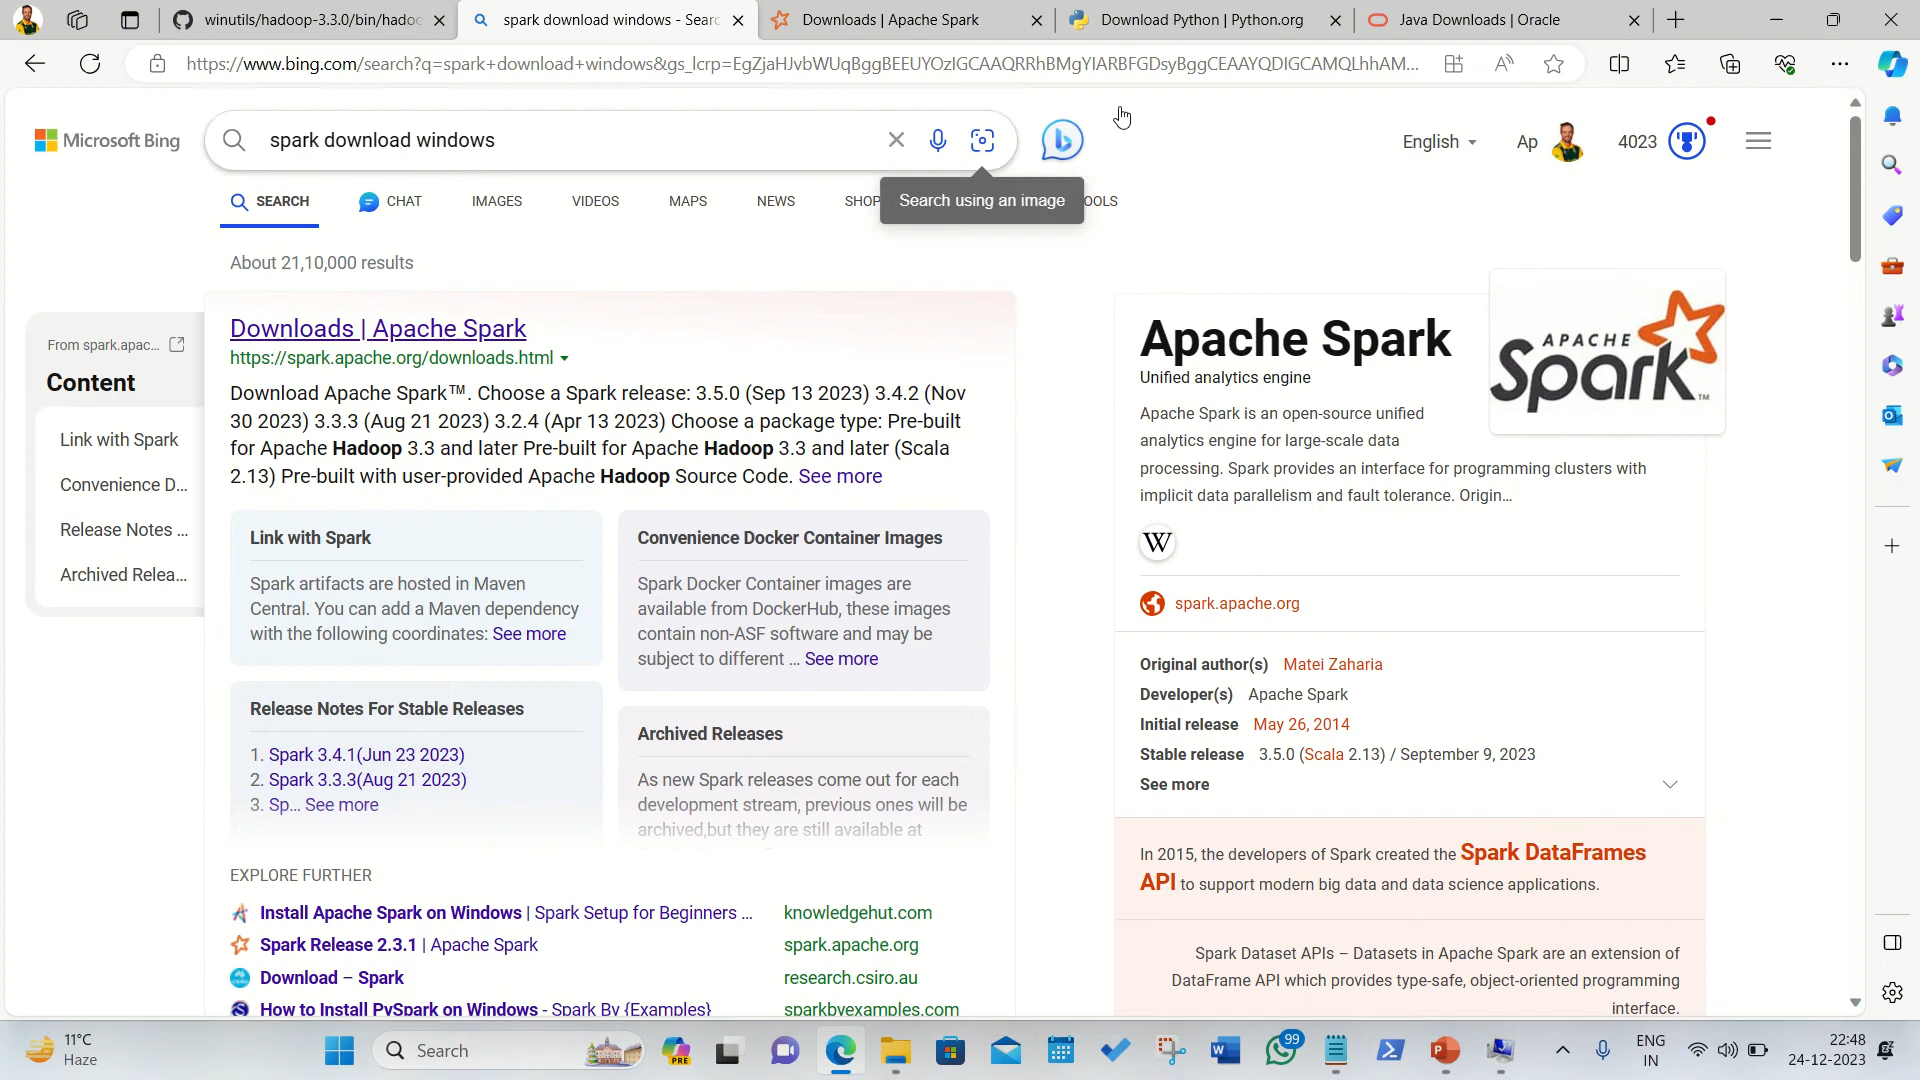 winutils/hadoop-3.3.0/bin/hadoo
spark download windows - Searc
Downloads | Apache Spark
Download Python | Python.org
Java Downloads | Oracle
https://www.bing.com/search?q=spark+download+windows&gs_lcrp=EgZjaHJvbWUqBggBEEUYOzIGCAAQRRhBMgYIARBFGDsyBggCEAAYQDIGCAMQLhhAM...
Microsoft Bing
spark download windows
English
Ap
4023
SEARCH
CHAT
IMAGES
VIDEOS
MAPS
NEWS
SHOP
Search using an image
OOLS
About 21,10,000 results
From spark.apac...
Content
Link with Spark
Convenience D...
Release Notes ...
Archived Relea...
Downloads | Apache Spark
https://spark.apache.org/downloads.html
Download Apache Spark™. Choose a Spark release: 3.5.0 (Sep 13 2023) 3.4.2 (Nov
30 2023) 3.3.3 (Aug 21 2023) 3.2.4 (Apr 13 2023) Choose a package type: Pre-built
for Apache Hadoop 3.3 and later Pre-built for Apache Hadoop 3.3 and later (Scala
2.13) Pre-built with user-provided Apache Hadoop Source Code. See more
Link with Spark
Spark artifacts are hosted in Maven
Central. You can add a Maven dependency
with the following coordinates: See more
Convenience Docker Container Images
Spark Docker Container images are
available from DockerHub, these images
contain non-ASF software and may be
subject to different ... See more
Release Notes For Stable Releases
1. Spark 3.4.1(Jun 23 2023)
2. Spark 3.3.3(Aug 21 2023)
3. Sp... See more
Archived Releases
As new Spark releases come out for each
development stream, previous ones will be
archived,but they are still available at
EXPLORE FURTHER
Install Apache Spark on Windows | Spark Setup for Beginners ...
knowledgehut.com
Spark Release 2.3.1 | Apache Spark
spark.apache.org
Download – Spark
research.csiro.au
How to Install PySpark on Windows - Spark By {Examples}
sparkbyexamples.com
Apache Spark
Unified analytics engine
APACHE
Spark
TM
Apache Spark is an open-source unified
analytics engine for large-scale data
processing. Spark provides an interface for programming clusters with
implicit data parallelism and fault tolerance. Origin...
W
spark.apache.org
Original author(s) Matei Zaharia
Developer(s) Apache Spark
Initial release May 26, 2014
Stable release 3.5.0 (Scala 2.13) / September 9, 2023
See more
In 2015, the developers of Spark created the Spark DataFrames
API to support modern big data and data science applications.
Spark Dataset APIs – Datasets in Apache Spark are an extension of
DataFrame API which provides type-safe, object-oriented programming
interface.
11°C
Haze
Search
PRE
99
ENG
IN
22:48
24-12-2023